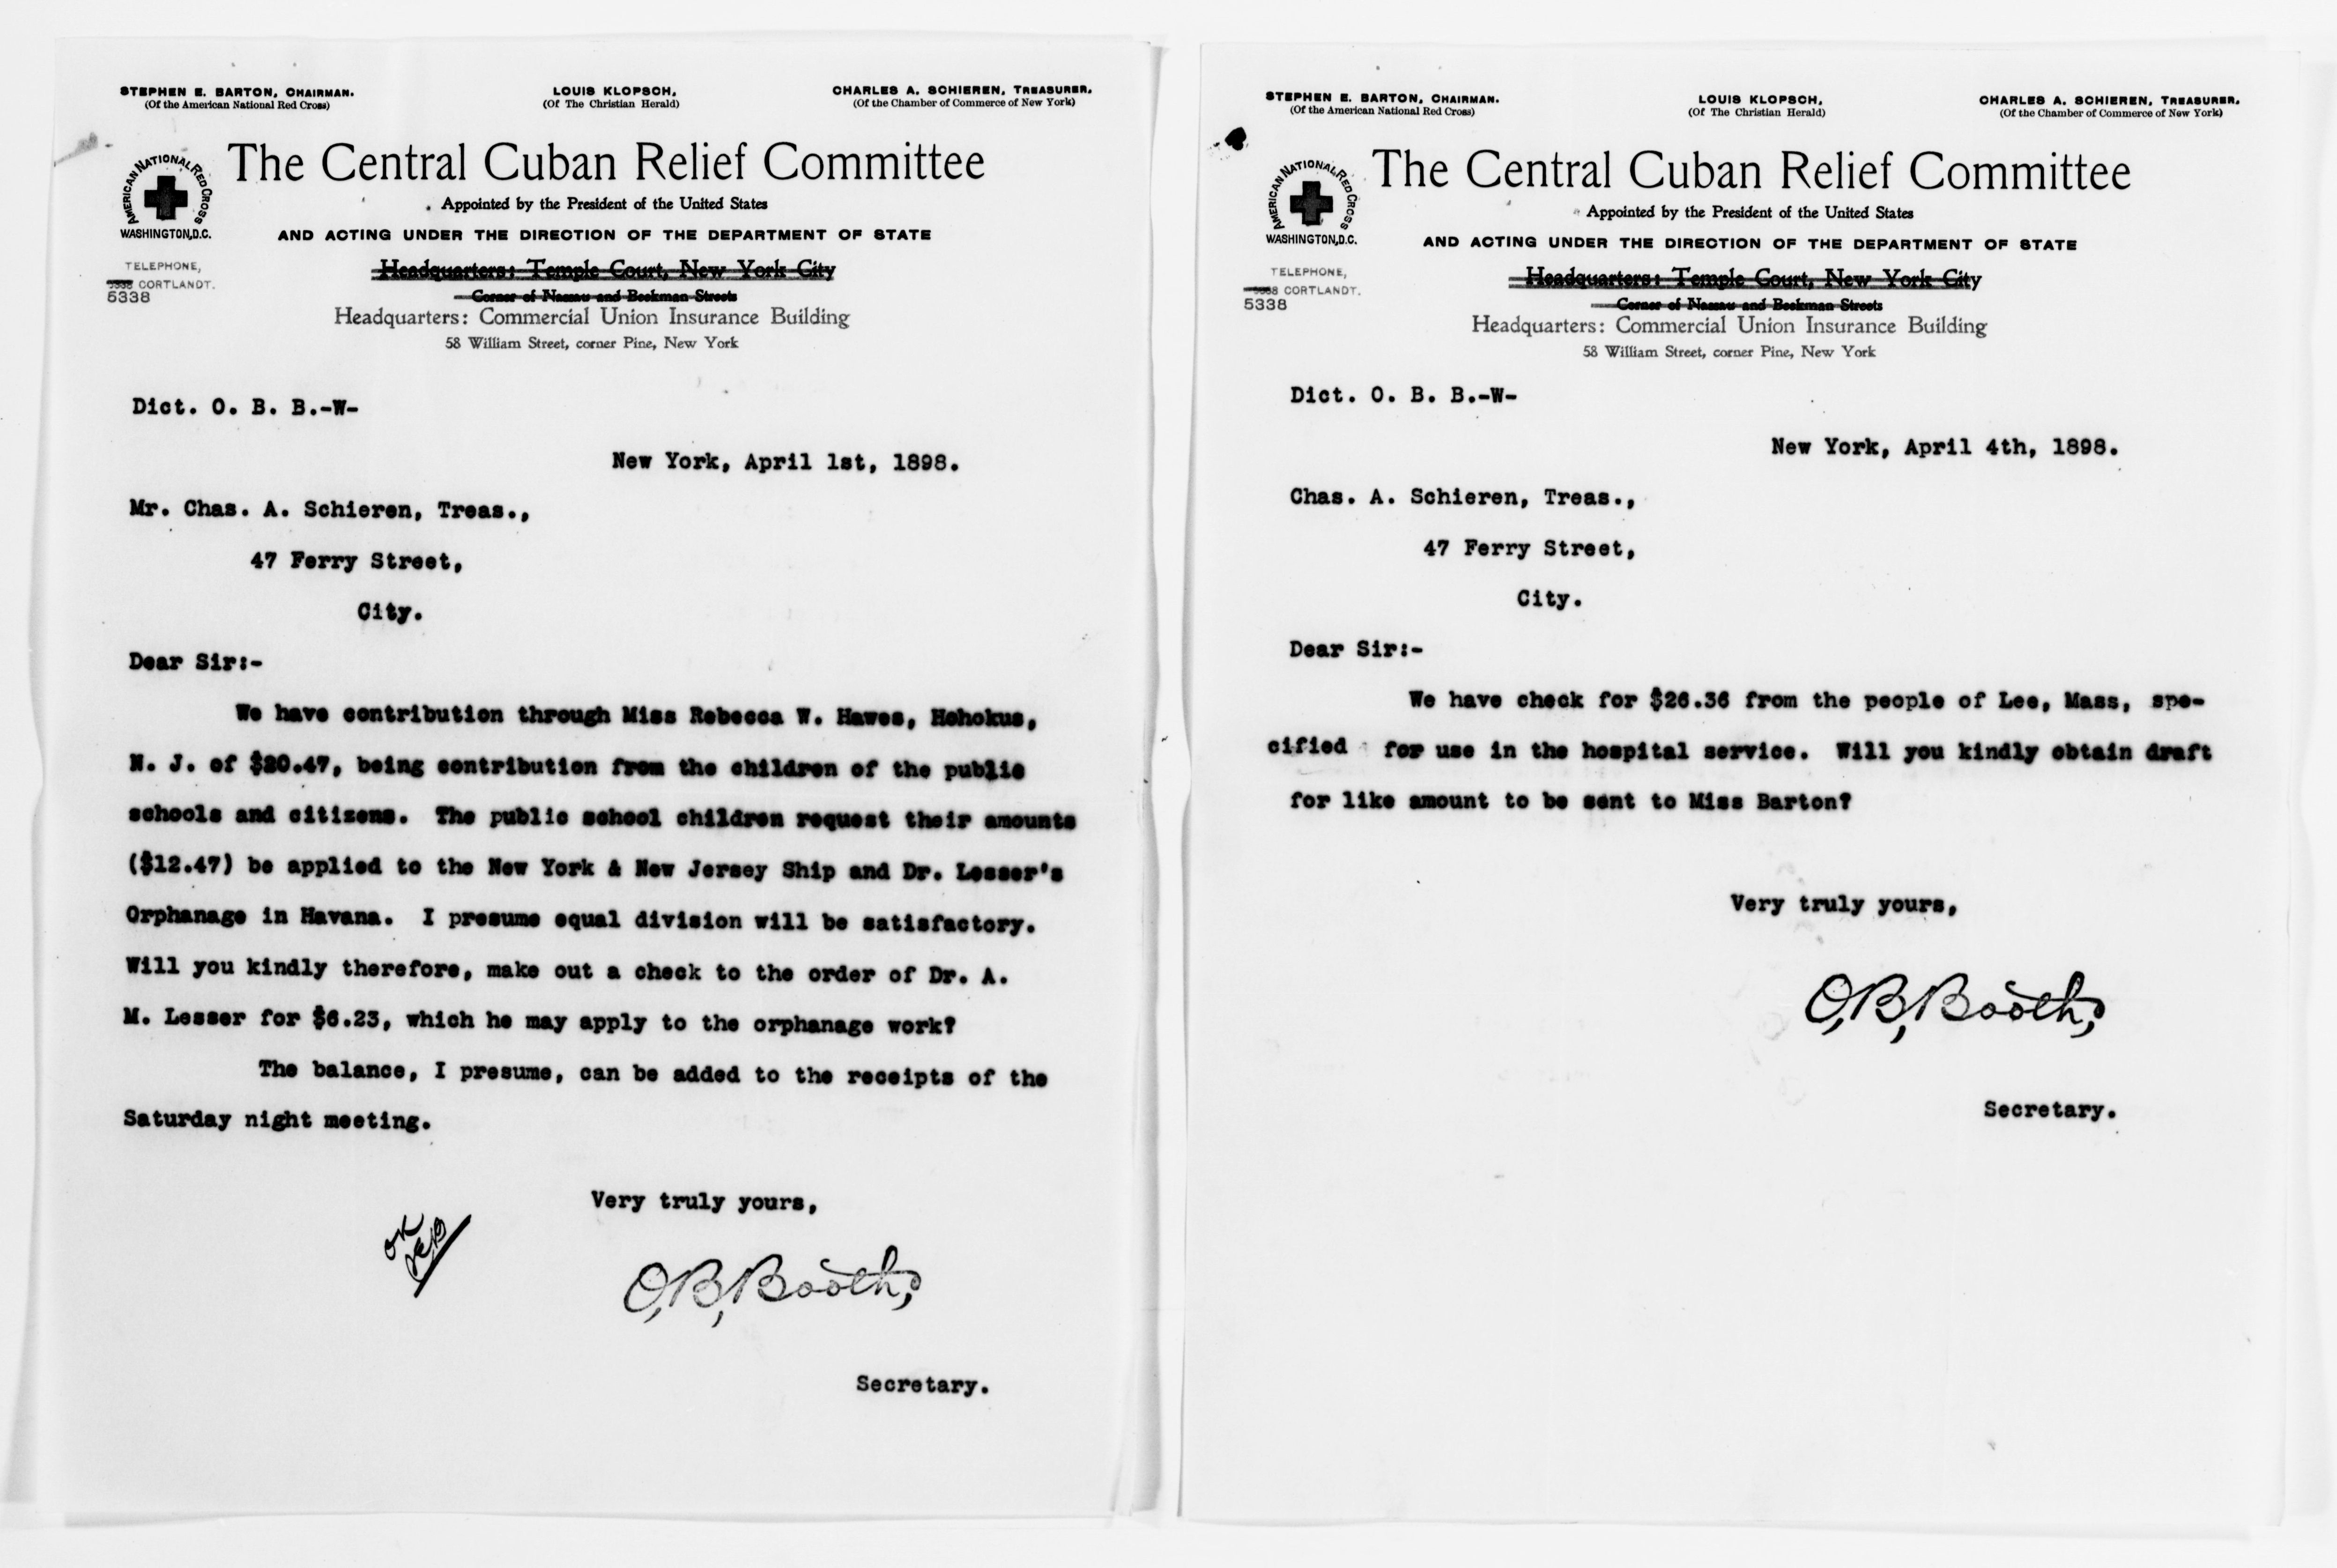 STEPHEN E. BARTON, CHAIRMAN.
(Of the American National Red Cross)
LOUIS KLOPSCH,
(Of The Christian Herald)
CHARLES A. SCHIEREN, TREASURER.
(Of the Chamber of Commerce of New York)
AMERICAN NATIONAL RED CROSS
WASHINGTON, D.C.
The Central Cuban Relief Committee
Appointed by the President of the United States
AND ACTING UNDER THE DIRECTION OF THE DEPARTMENT OF STATE
TELEPHONE,
CORTLANDT.
5338
Headquarters: Temple Court, New York City
Corner of Nassau and Beekman Streets
Headquarters: Commercial Union Insurance Building
58 William Street, corner Pine, New York
Dict. O. B. B.-W-
New York, April 1st, 1898.
Mr. Chas. A. Schieren, Treas.,
47 Ferry Street,
City.
Dear Sir:-
We have contribution through Miss Rebecca W. Hawes, Hohokus,
N. J. of $20.47, being contribution from the children of the public
schools and citizens. The public school children request their amounts
($12.47) be applied to the New York & New Jersey Ship and Dr. Lesser's
Orphanage in Havana. I presume equal division will be satisfactory.
Will you kindly therefore, make out a check to the order of Dr. A.
M. Lesser for $6.23, which he may apply to the orphanage work?
The balance, I presume, can be added to the receipts of the
Saturday night meeting.
Very truly yours,
OK
O, B, Booth,
Secretary.
STEPHEN E. BARTON, CHAIRMAN.
(Of the American National Red Cross)
LOUIS KLOPSCH,
(Of The Christian Herald)
CHARLES A. SCHIEREN, TREASURER.
(Of the Chamber of Commerce of New York)
AMERICAN NATIONAL RED CROSS
WASHINGTON, D.C.
The Central Cuban Relief Committee
Appointed by the President of the United States
AND ACTING UNDER THE DIRECTION OF THE DEPARTMENT OF STATE
TELEPHONE,
CORTLANDT.
5338
Headquarters: Temple Court, New York City
Corner of Nassau and Beekman Streets
Headquarters: Commercial Union Insurance Building
58 William Street, corner Pine, New York
Dict. O. B. B.-W-
New York, April 4th, 1898.
Chas. A. Schieren, Treas.,
47 Ferry Street,
City.
Dear Sir:-
We have check for $26.36 from the people of Lee, Mass, spe-
cified for use in the hospital service. Will you kindly obtain draft
for like amount to be sent to Miss Barton?
Very truly yours,
O, B, Booth,
Secretary.